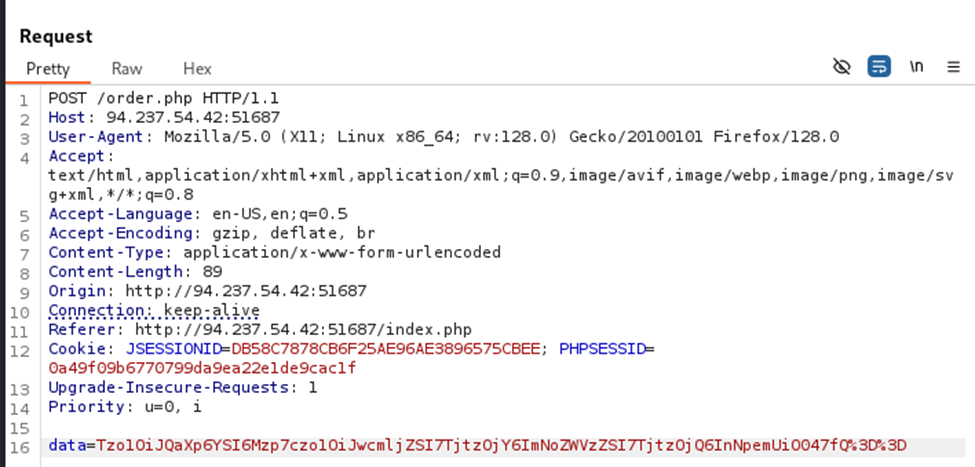 Request
Pretty Raw Hex \n
1 POST /order.php HTTP/1.1
2 Host: 94.237.54.42:51687
3 User-Agent: Mozilla/5.0 (X11; Linux x86_64; rv:128.0) Gecko/20100101 Firefox/128.0
4 Accept:
text/html,application/xhtml+xml,application/xml;q=0.9,image/avif,image/webp,image/png,image/sv
g+xml,*/*;q=0.8
5 Accept-Language: en-US,en;q=0.5
6 Accept-Encoding: gzip, deflate, br
7 Content-Type: application/x-www-form-urlencoded
8 Content-Length: 89
9 Origin: http://94.237.54.42:51687
10 Connection: keep-alive
11 Referer: http://94.237.54.42:51687/index.php
12 Cookie: JSESSIONID=DB58C7878CB6F25AE96AE3896575CBEE; PHPSESSID=
0a49f09b6770799da9ea22e1de9cac1f
13 Upgrade-Insecure-Requests: 1
14 Priority: u=0, i
15
16 data=Tzo1OiJQaXp6YSI6Mzp7czo1OiJwcmljZSI7TjtzOjY6ImNoZWVzZSI7TjtzOjQ6InNpemUiO047fQ%3D%3D